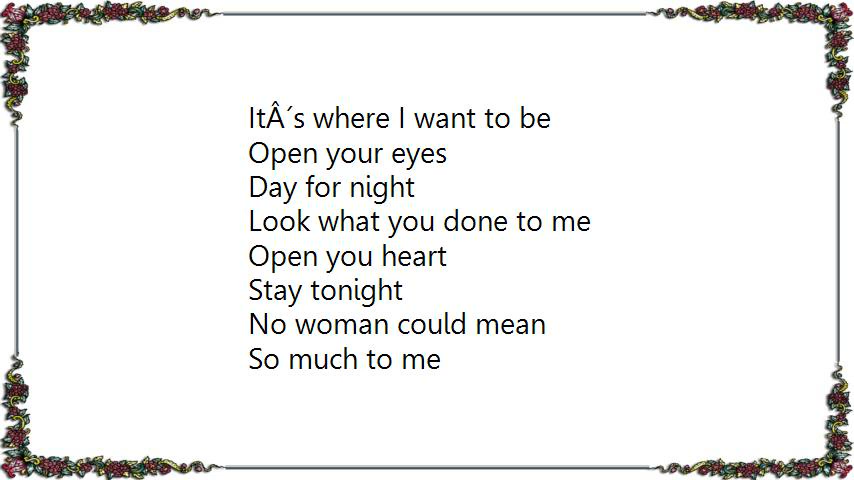 ItÂ´s where I want to be
Open your eyes
Day for night
Look what you done to me
Open you heart
Stay tonight
No woman could mean
So much to me